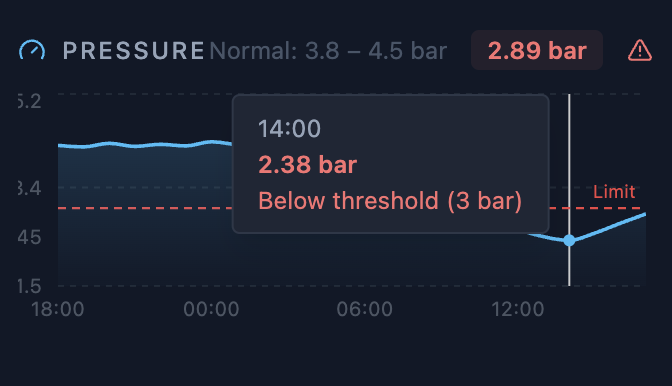 PRESSURE Normal: 3.8 – 4.5 bar 2.89 bar
5.2
14:00
2.38 bar
Below threshold (3 bar)
3.4
Limit
45
1.5
18:00 00:00 06:00 12:00